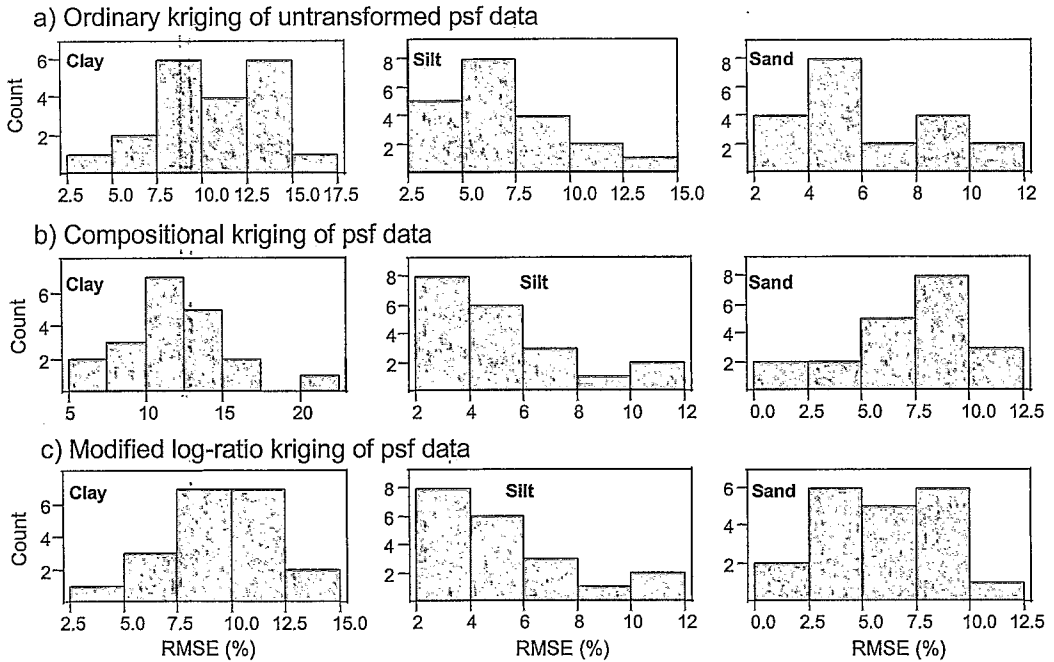 a) Ordinary kriging of untransformed psf data
Clay
Silt
Sand
Count
6
4
2
8
6
4
2
8
6
4
2
2.5 5.0 7.5 10.0 12.5 15.0 17.5
2.5 5.0 7.5 10.0 12.5 15.0
2 4 6 8 10 12
b) Compositional kriging of psf data
Clay
Silt
Sand
Count
6
4
2
8
6
4
2
8
6
4
2
5 10 15 20
2 4 6 8 10 12
0.0 2.5 5.0 7.5 10.0 12.5
c) Modified log-ratio kriging of psf data
Clay
Silt
Sand
Count
6
4
2
8
6
4
2
6
4
2
2.5 5.0 7.5 10.0 12.5 15.0
2 4 6 8 10 12
0.0 2.5 5.0 7.5 10.0 12.5
RMSE (%)
RMSE (%)
RMSE (%)